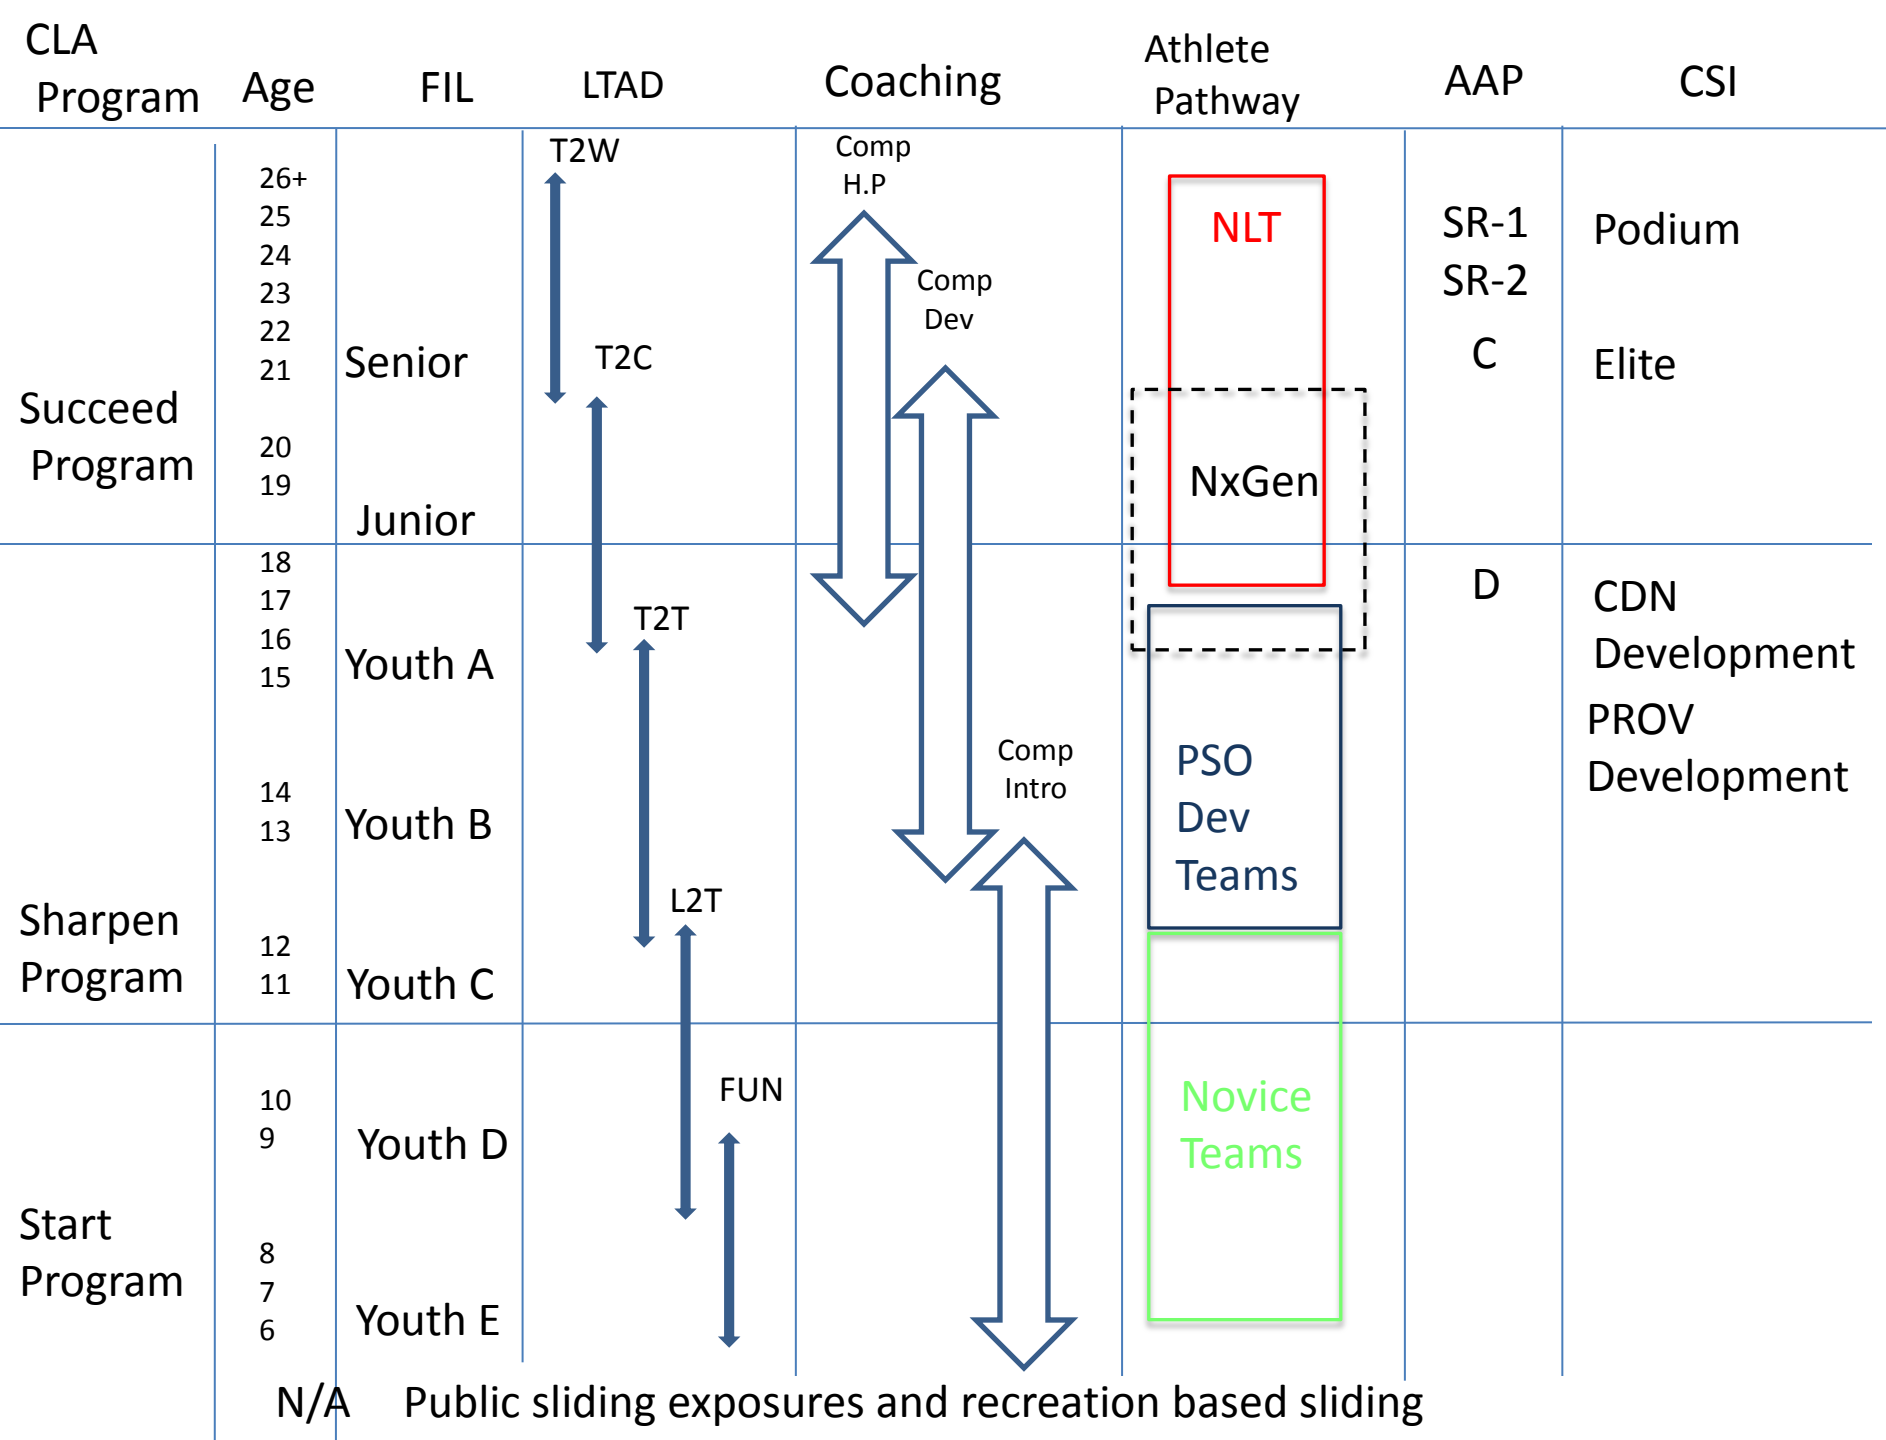 CLA
Program
Age
FIL
LTAD
Coaching
Athlete
Pathway
AAP
CSI
Succeed
Program
26+
25
24
23
22
21
20
19
Senior
Junior
T2W
T2C
Comp
H.P
Comp
Dev
NLT
NxGen
SR-1
SR-2
C
Podium
Elite
Sharpen
Program
18
17
16
15
14
13
12
11
Youth A
Youth B
Youth C
T2T
L2T
Comp
Intro
PSO
Dev
Teams
D
CDN
Development
PROV
Development
Start
Program
10
9
8
7
6
Youth D
Youth E
FUN
Novice
Teams
N/A Public sliding exposures and recreation based sliding